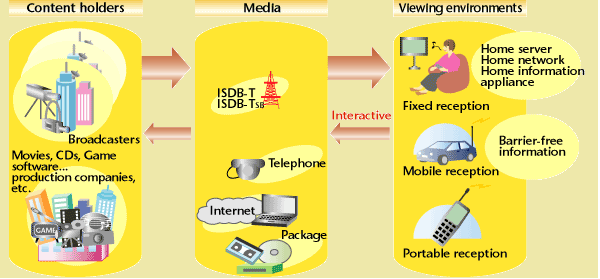 Content holders
Media
Viewing environments
Broadcasters
Movies, CDs, Game
software...
production companies,
etc.
GAME
ISDB-T
ISDB-TSB
Telephone
Internet
Package
Interactive
Home server
Home network
Home information
appliance
Fixed reception
Barrier-free
information
Mobile reception
Portable reception